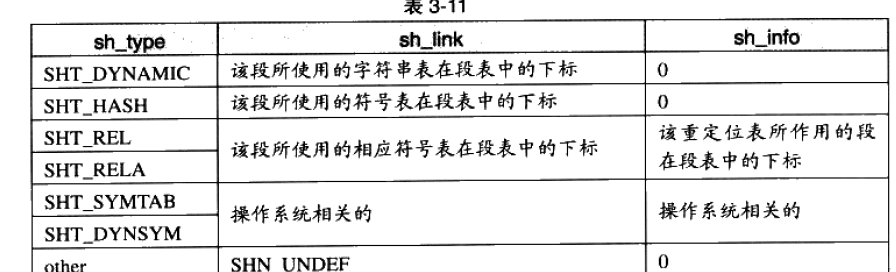 表 3-11
sh_type sh_link sh_info
SHT_DYNAMIC 该段所使用的字符串表在段表中的下标 0
SHT_HASH 该段所使用的符号表在段表中的下标 0
SHT_REL
该段所使用的相应符号表在段表中的下标
该重定位表所作用的段
在段表中的下标
SHT_RELA
SHT_SYMTAB
操作系统相关的
操作系统相关的
SHT_DYNSYM
other SHN_UNDEF 0